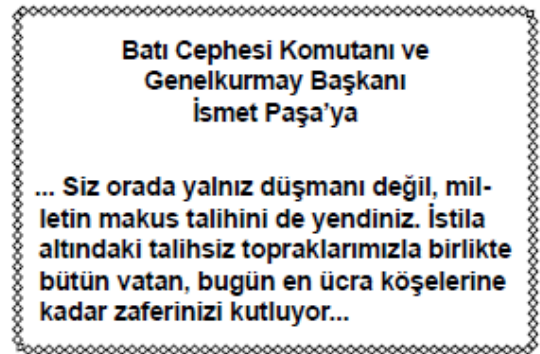 Batı Cephesi Komutanı ve
Genelkurmay Başkanı
İsmet Paşa'ya
... Siz orada yalnız düşmanı değil, mil-
letin makus talihini de yendiniz. İstila
altındaki talihsiz topraklarımızla birlikte
bütün vatan, bugün en ücra köşelerine
kadar zaferinizi kutluyor...